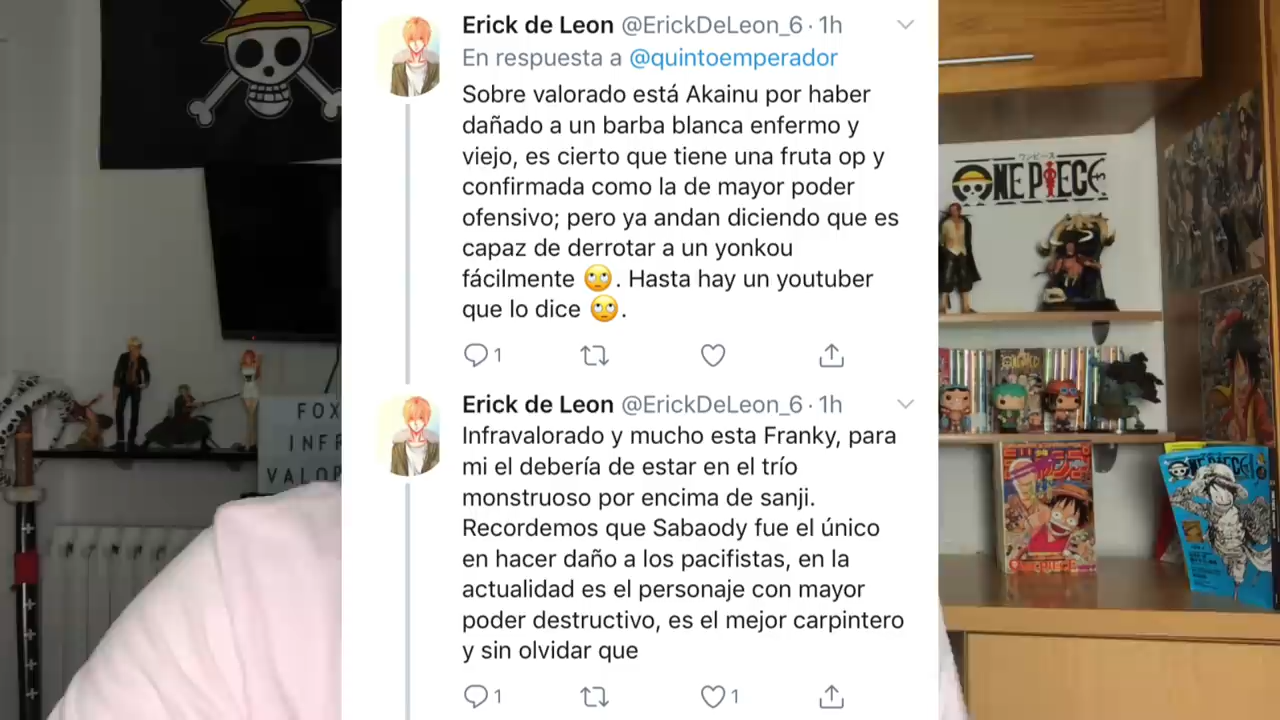 Erick de Leon @ErickDeLeon_6 · 1h
En respuesta a @quintoemperador
Sobre valorado está Akainu por haber
dañado a un barba blanca enfermo y
viejo, es cierto que tiene una fruta op y
confirmada como la de mayor poder
ofensivo; pero ya andan diciendo que es
capaz de derrotar a un yonkou
fácilmente 🙄. Hasta hay un youtuber
que lo dice 🙄.
1
Erick de Leon @ErickDeLeon_6 · 1h
Infravalorado y mucho esta Franky, para
mi el debería de estar en el trío
monstruoso por encima de sanji.
Recordemos que Sabaody fue el único
en hacer daño a los pacifistas, en la
actualidad es el personaje con mayor
poder destructivo, es el mejor carpintero
y sin olvidar que
1 1
FOX
INFR
VALOR
ワンピース
ONE PIECE